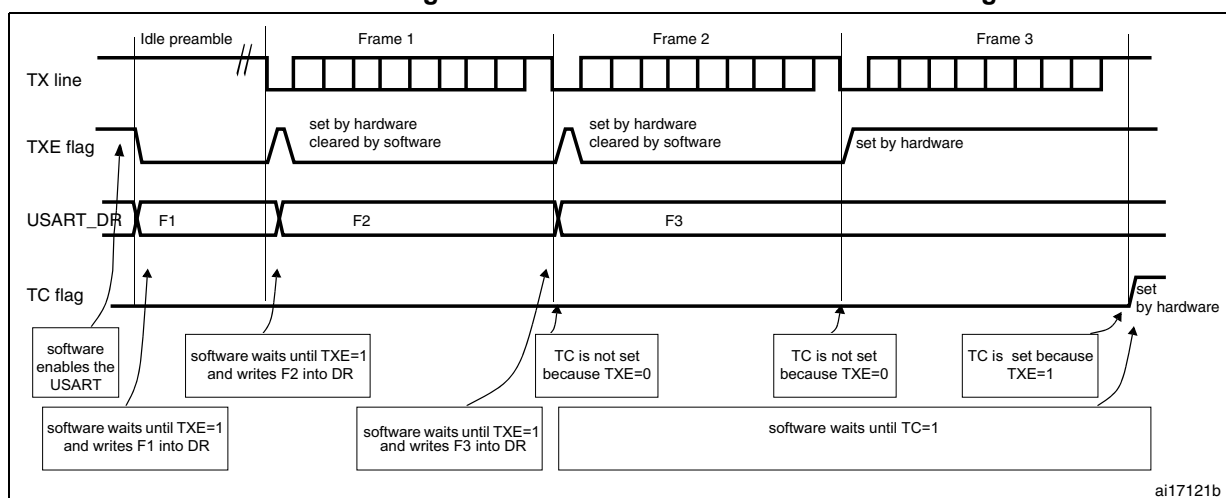 Idle preamble
Frame 1
Frame 2
Frame 3
TX line
TXE flag
set by hardware
cleared by software
set by hardware
cleared by software
set by hardware
USART_DR
F1
F2
F3
TC flag
set
by hardware
software
enables the
USART
software waits until TXE=1
and writes F2 into DR
TC is not set
because TXE=0
TC is not set
because TXE=0
TC is set because
TXE=1
software waits until TXE=1
and writes F1 into DR
software waits until TXE=1
and writes F3 into DR
software waits until TC=1
ai17121b